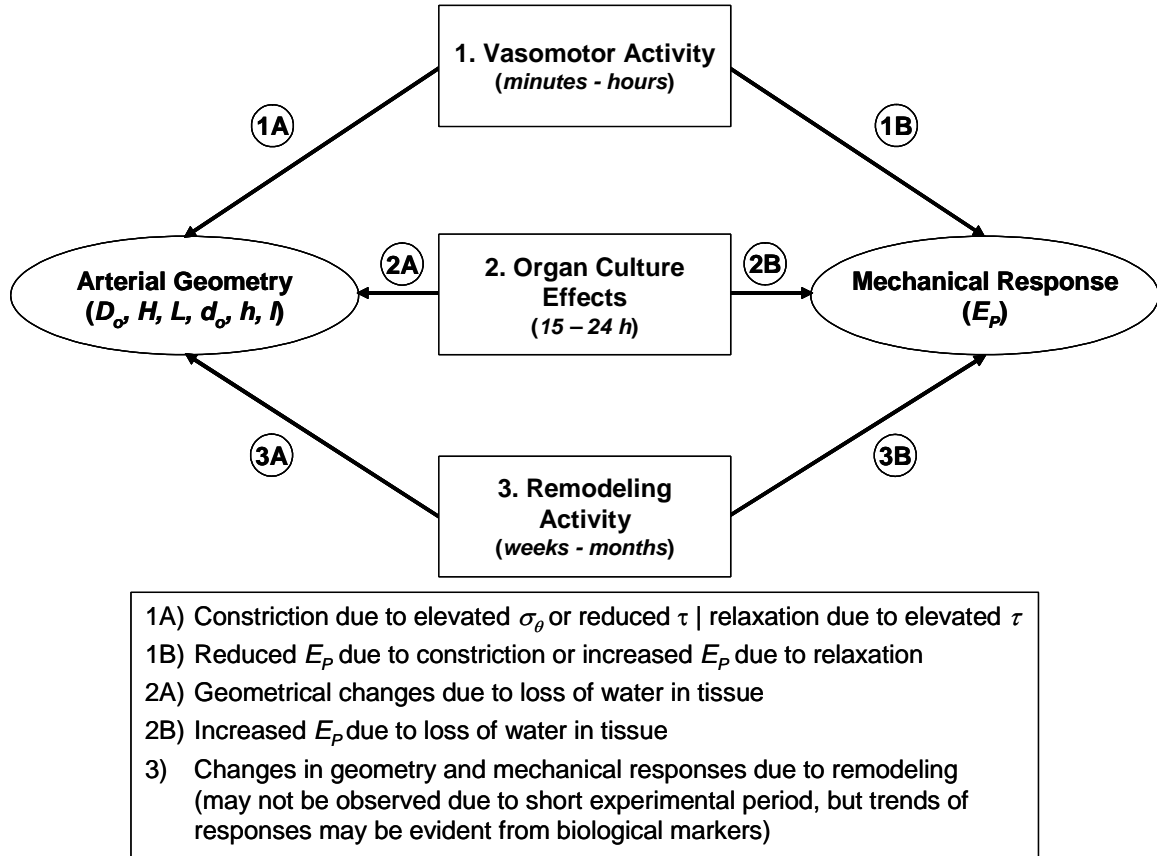 1. Vasomotor Activity
(minutes - hours)
1A
1B
Arterial Geometry
(Dₒ, H, L, dₒ, h, l)
2A
2. Organ Culture
Effects
(15 – 24 h)
2B
Mechanical Response
(E_P)
3A
3. Remodeling
Activity
(weeks - months)
3B
1A) Constriction due to elevated σ_θ or reduced τ | relaxation due to elevated τ
1B) Reduced E_P due to constriction or increased E_P due to relaxation
2A) Geometrical changes due to loss of water in tissue
2B) Increased E_P due to loss of water in tissue
3) Changes in geometry and mechanical responses due to remodeling
(may not be observed due to short experimental period, but trends of
responses may be evident from biological markers)